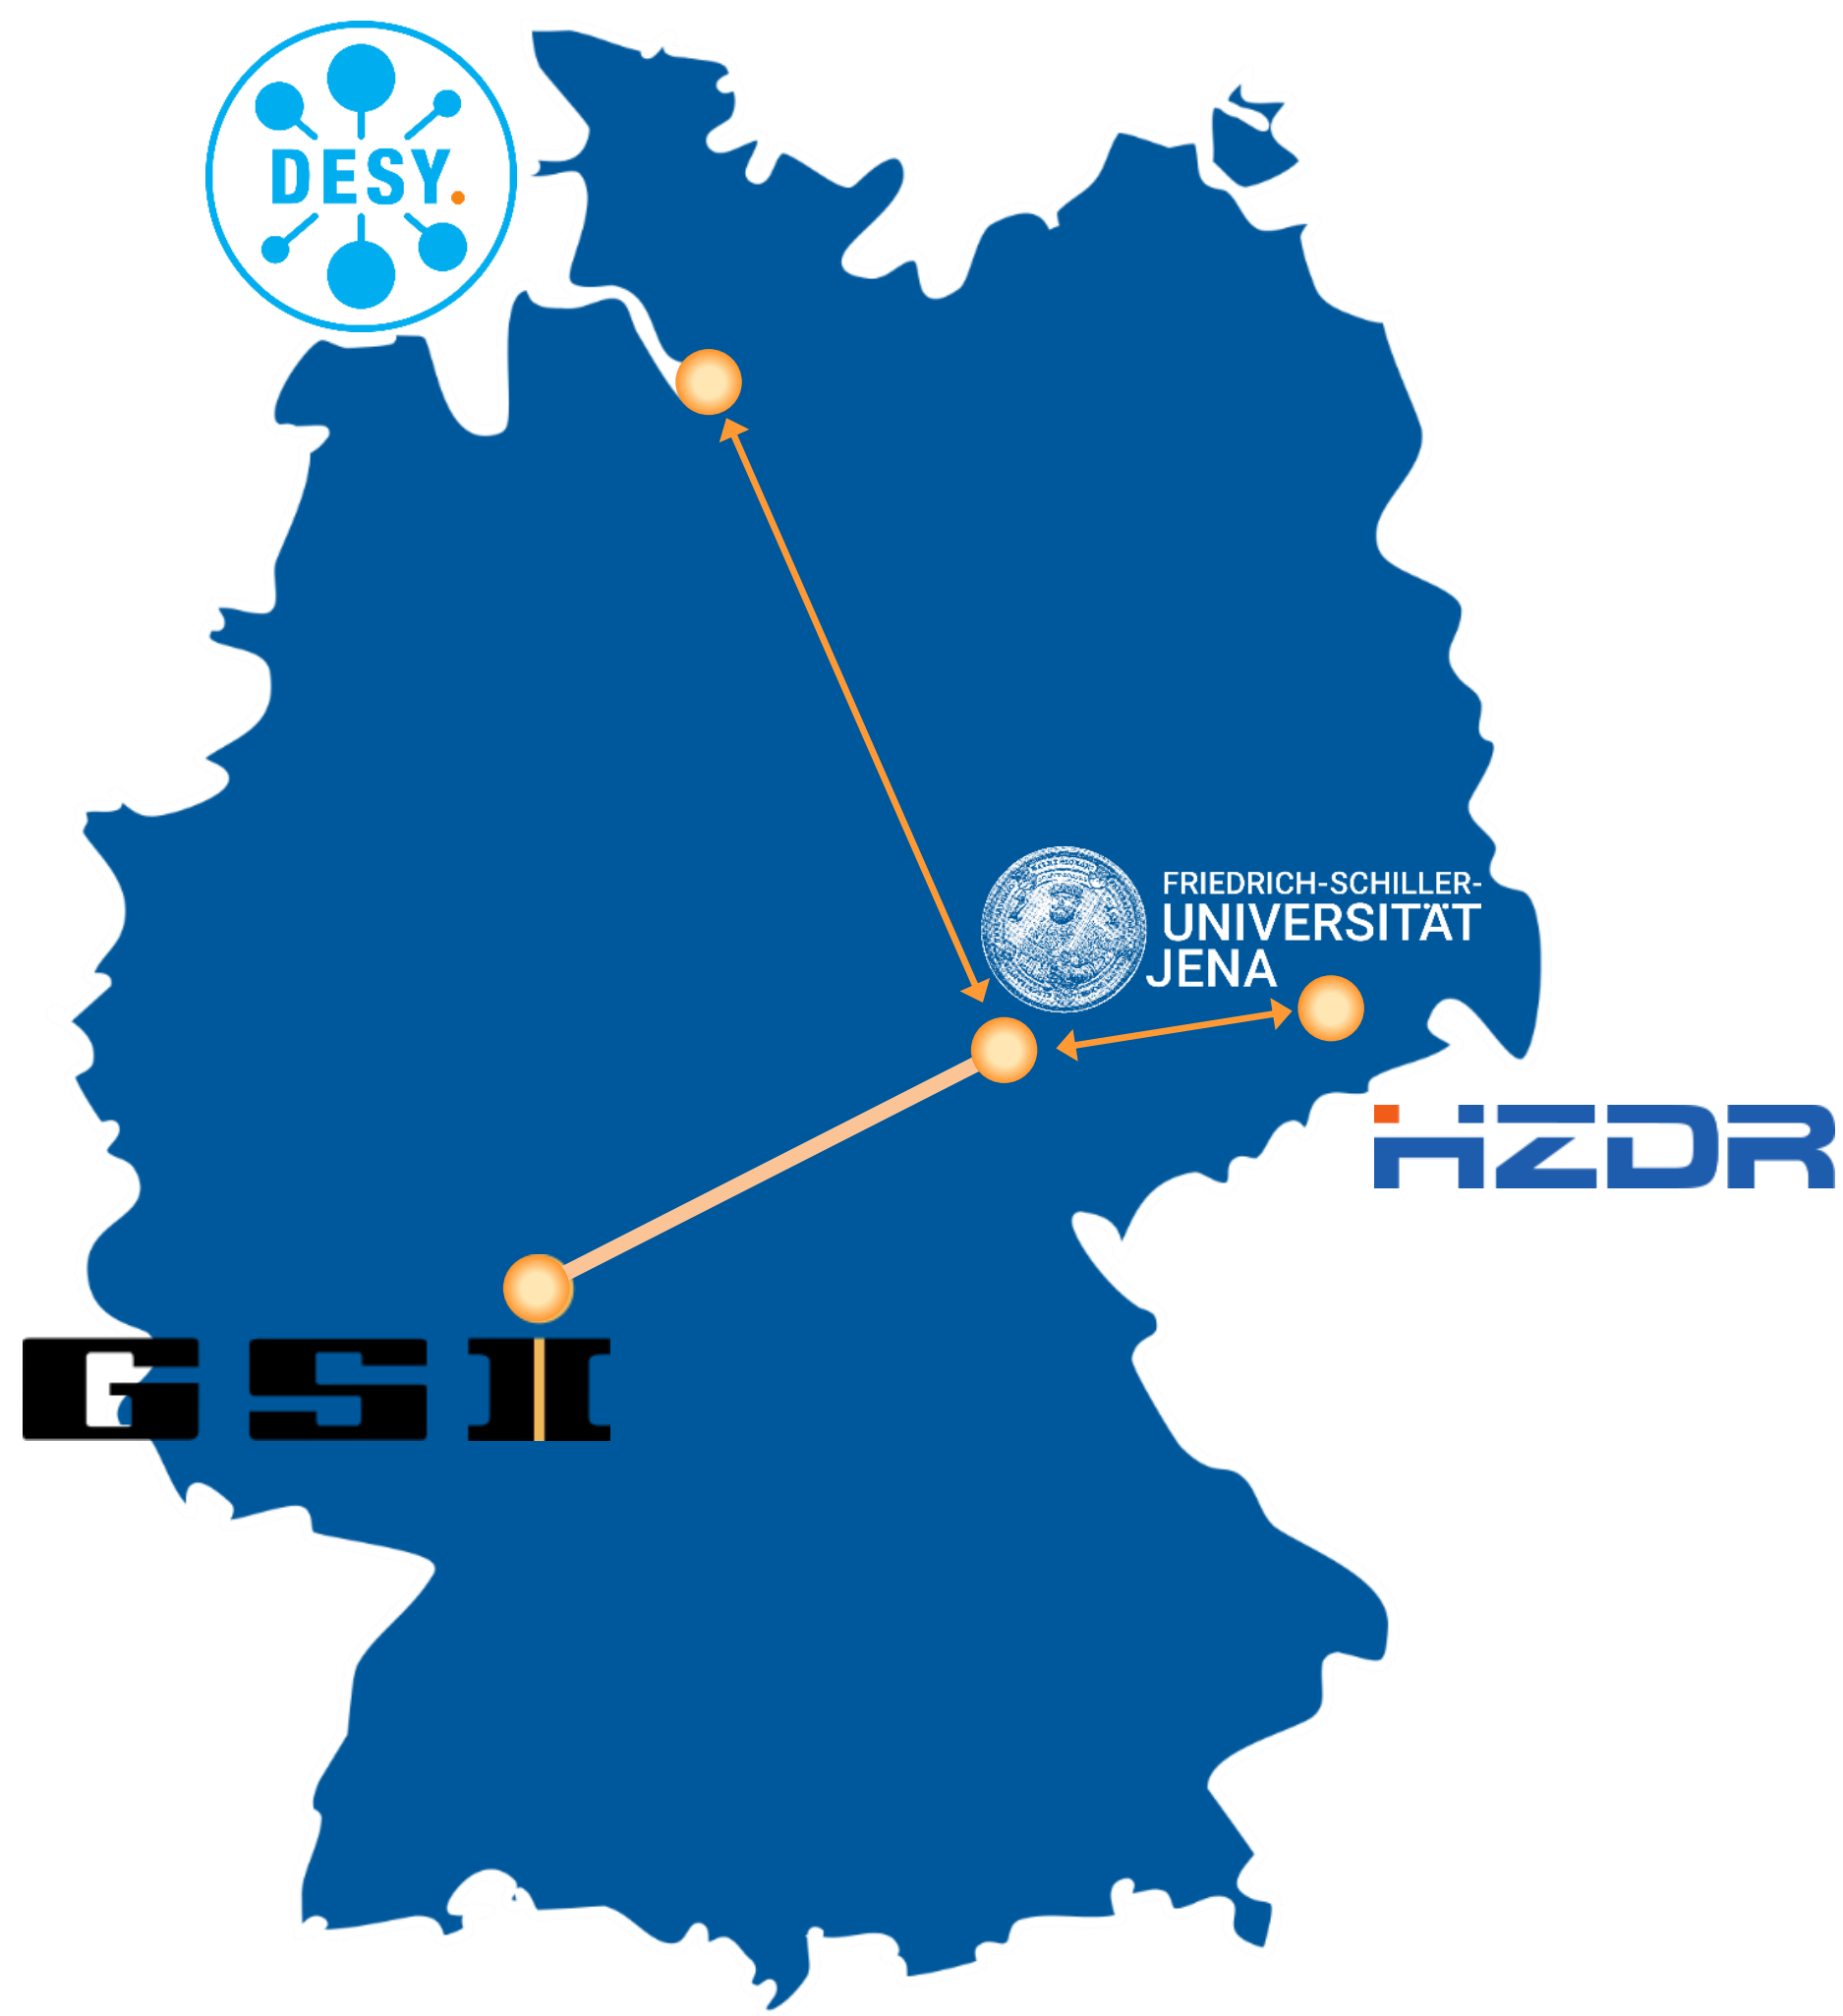 DESY.
FRIEDRICH-SCHILLER-
UNIVERSITÄT
JENA
HZDR
GSI